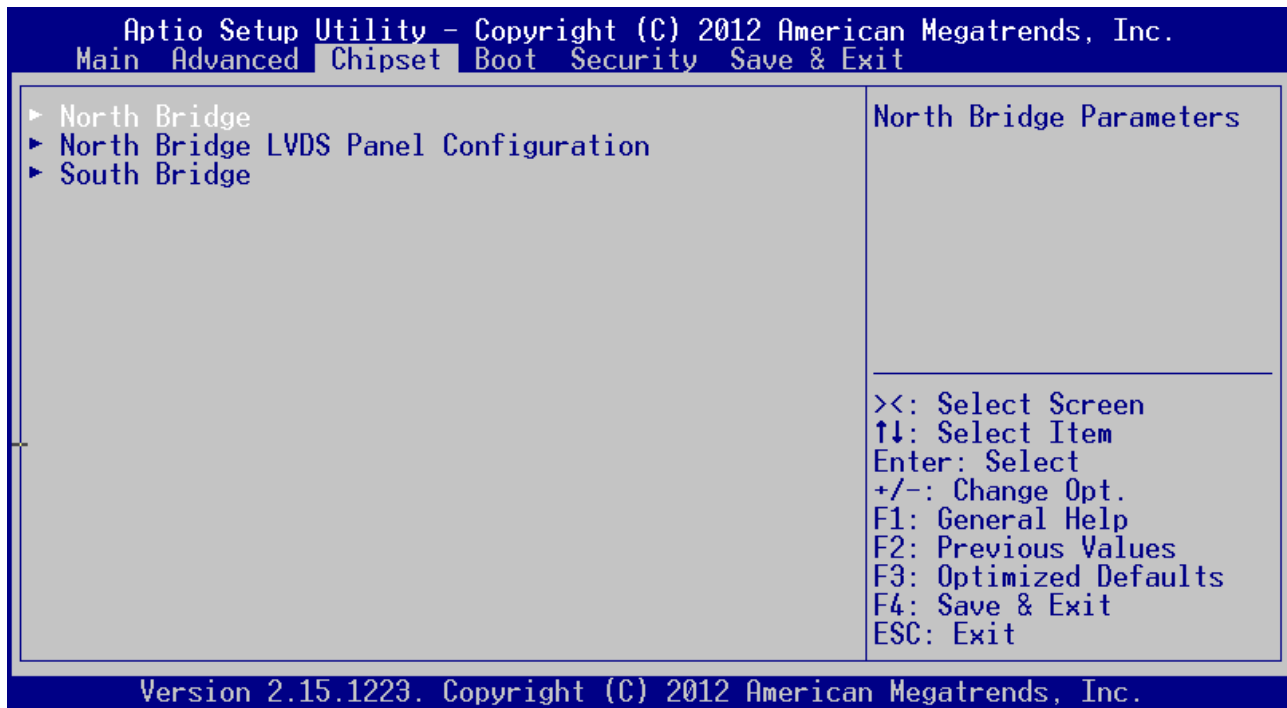 Aptio Setup Utility – Copyright (C) 2012 American Megatrends, Inc.
Main Advanced Chipset Boot Security Save & Exit
► North Bridge
► North Bridge LVDS Panel Configuration
► South Bridge
North Bridge Parameters
><: Select Screen
↑↓: Select Item
Enter: Select
+/-: Change Opt.
F1: General Help
F2: Previous Values
F3: Optimized Defaults
F4: Save & Exit
ESC: Exit
Version 2.15.1223. Copyright (C) 2012 American Megatrends, Inc.